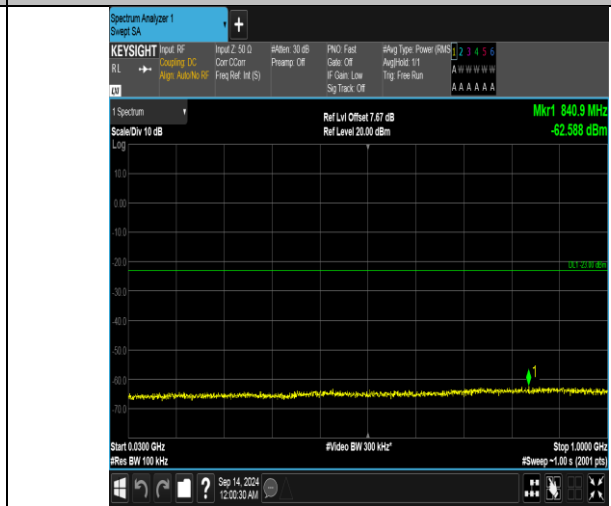 Spectrum Analyzer 1
Swept SA
+
KEYSIGHT Input: RF Input Z: 50 Ω #Atten: 30 dB PNO: Fast #Avg Type: Power (RMS 1 2 3 4 5 6
RL Coupling: DC Corr CCorr Preamp: Off Gate: Off Avg|Hold: 1/1 A W W W W W
Align: Auto/No RF Freq Ref: Int (S) IF Gain: Low Trig: Free Run
LXI Sig Track: Off A A A A A A
1 Spectrum Ref Lvl Offset 7.67 dB Mkr1 840.9 MHz
Scale/Div 10 dB Ref Level 20.00 dBm -62.588 dBm
Log
10.0
0.00
-10.0
-20.0 DL1 -23.00 dBm
-30.0
-40.0
-50.0
1
-60.0
-70.0
Start 0.0300 GHz #Video BW 300 kHz* Stop 1.0000 GHz
#Res BW 100 kHz #Sweep ~1.00 s (2001 pts)
? Sep 14, 2024
12:00:30 AM